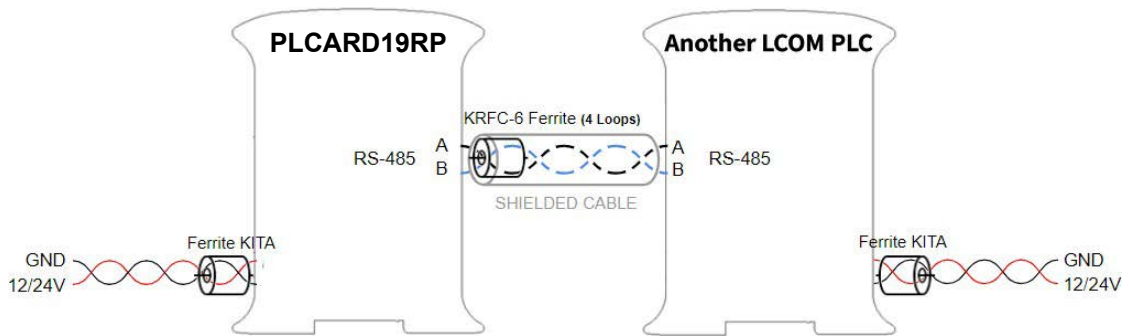 PLCARD19RP
Another LCOM PLC
KRFC-6 Ferrite (4 Loops)
RS-485
A
B
A
B
RS-485
SHIELDED CABLE
Ferrite KITA
GND
12/24V
Ferrite KITA
GND
12/24V